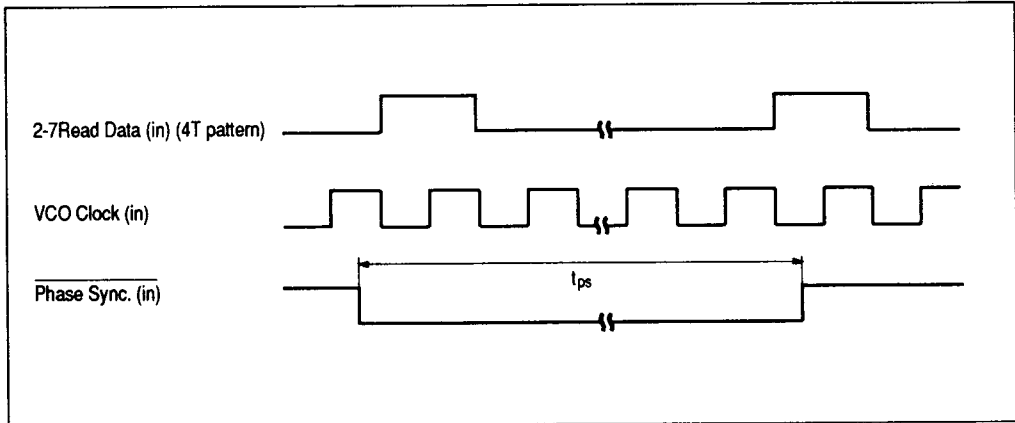 2-7Read Data (in) (4T pattern)
VCO Clock (in)
Phase Sync. (in)
tps